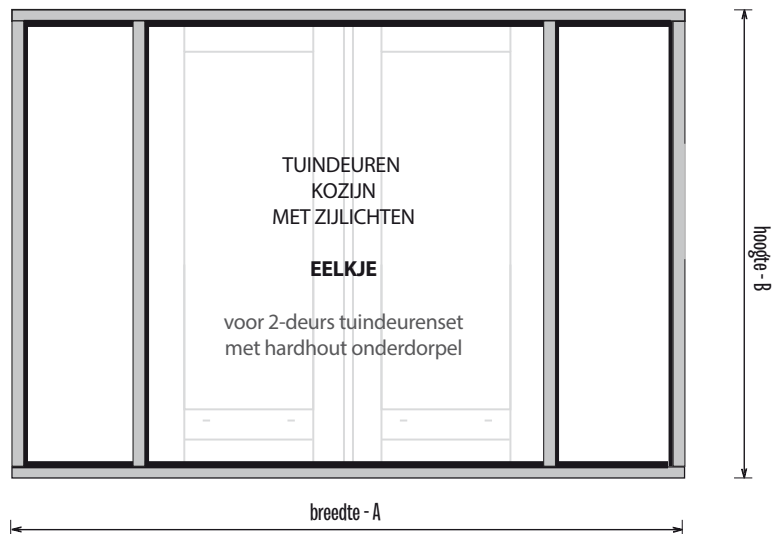 TUINDEUREN
KOZIJN
MET ZIJLICHTEN
EELKJE
voor 2-deurs tuindeurenset
met hardhout onderdorpel
hoogte - B
breedte - A